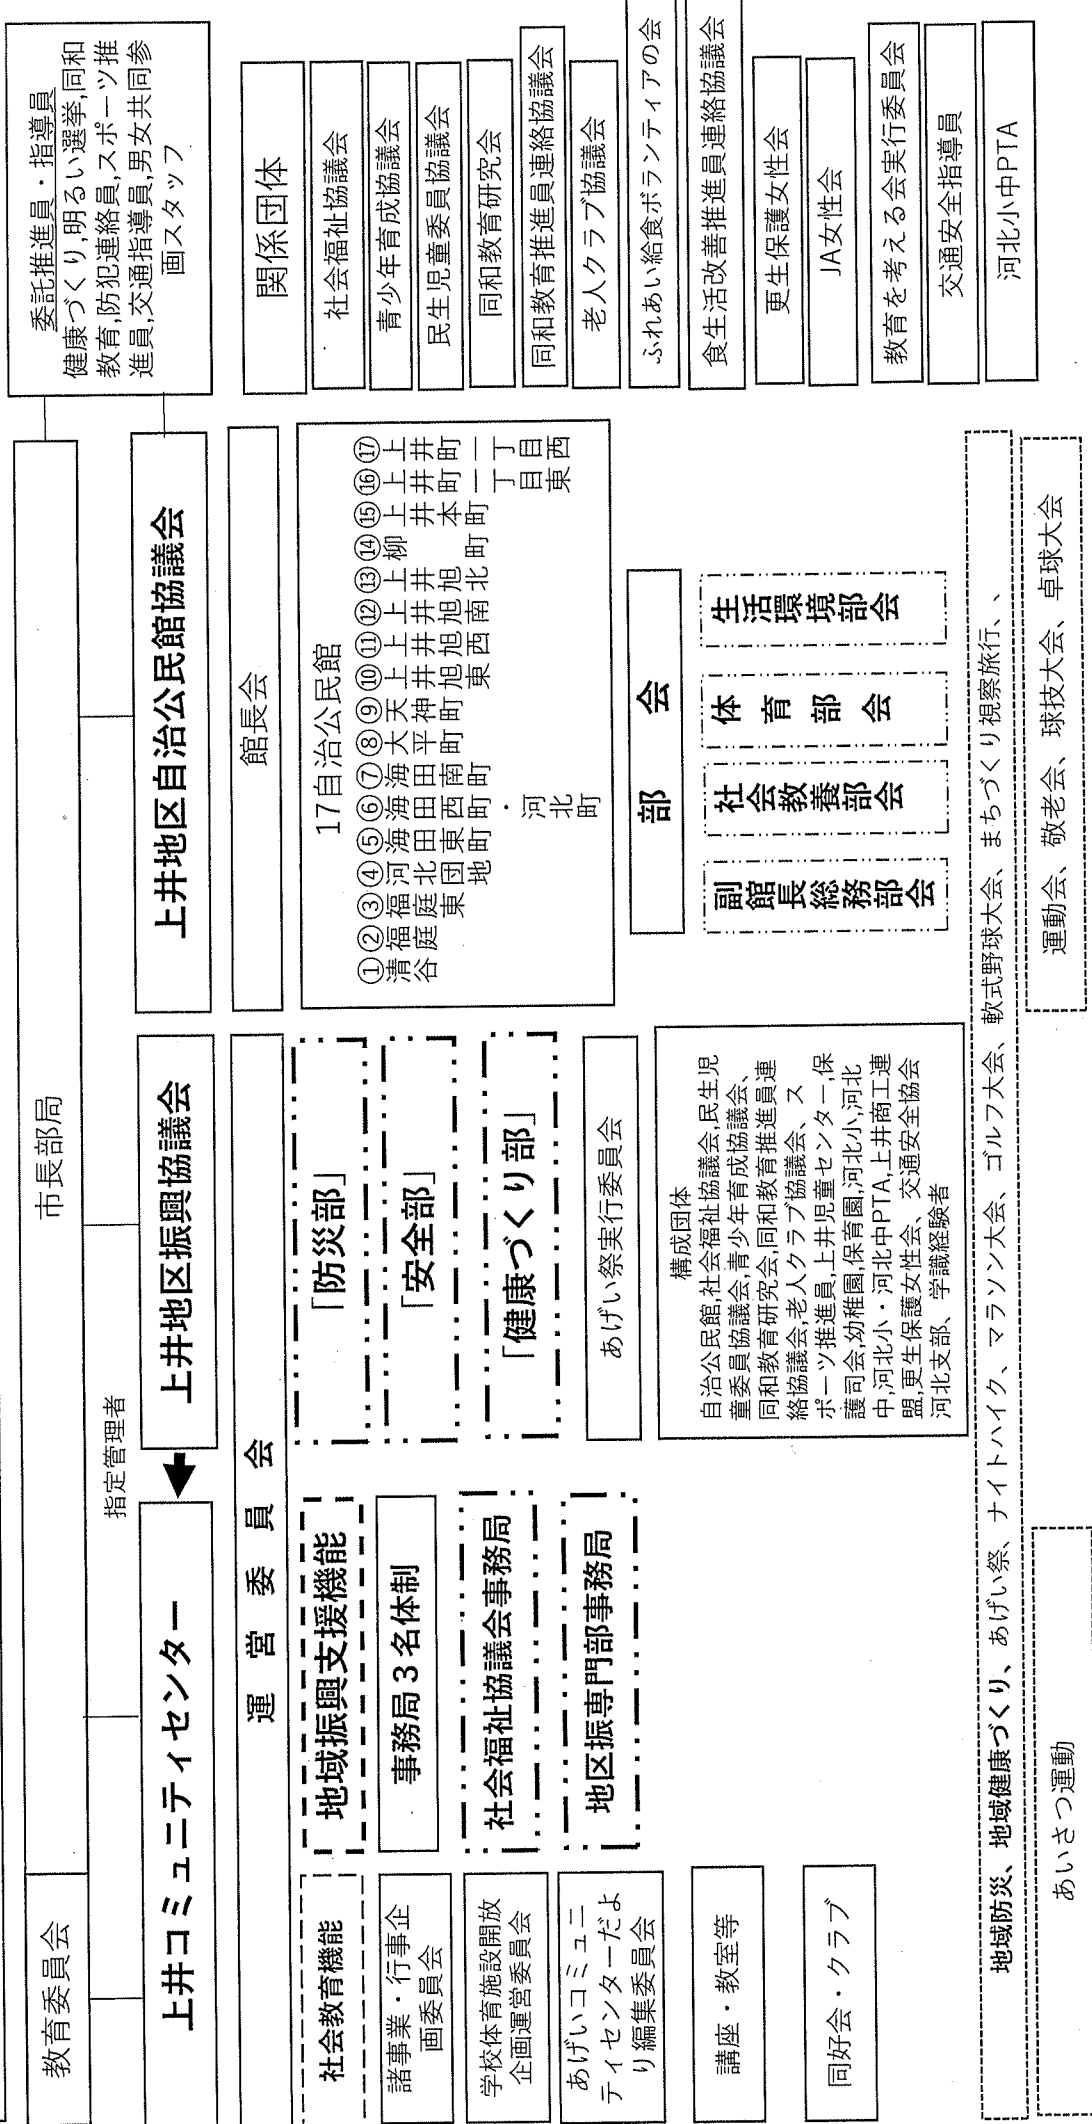 教育委員会
市長部局
委託推進員・指導員
健康づくり,明るい選挙,同和
教育,防犯連絡員,スポーツ推
進員,交通指導員,男女共同参
画スタッフ
指定管理者
上井コミュニティセンター
上井地区振興協議会
上井地区自治公民館協議会
運営委員会
館長会
関係団体
社会福祉協議会
青少年育成協議会
民生児童委員協議会
同和教育研究会
同和教育推進員連絡協議会
老人クラブ協議会
ふれあい給食ボランティアの会
食生活改善推進員連絡協議会
更生保護女性会
JA女性会
教育を考える会実行委員会
交通安全指導員
河北小中PTA
社会教育機能
諸事業・行事企
画委員会
学校体育施設開放
企画運営委員会
あげいコミュニ
ティセンターだよ
り編集委員会
講座・教室等
同好会・クラブ
地域振興支援機能
事務局3名体制
社会福祉協議会事務局
地区振専門部事務局
「防災部」
「安全部」
「健康づくり部」
あげい祭実行委員会
構成団体
自治公民館,社会福祉協議会,民生児
童委員協議会,青少年育成協議会、
同和教育研究会,同和教育推進員連
絡協議会,老人クラブ協議会、ス
ポーツ推進員,上井児童センター,保
護司会,幼稚園,保育園,河北小,河北
中,河北小・河北中PTA,上井商工連
盟,更生保護女性会、交通安全協会
河北支部、学識経験者
17自治公民館
①清谷
②福庭
③福庭東
④河北団地
⑤海田東町
⑥海田西町・河北町
⑦海田南町
⑧大平町
⑨天神町
⑩上井旭東
⑪上井旭西
⑫上井旭南
⑬上井旭北
⑭柳町
⑮上井本町
⑯上井町一丁目東
⑰上井町一丁目西
部会
副館長総務部会
社会教養部会
体育部会
生活環境部会
地域防災、地域健康づくり、あげい祭、ナイトハイク、マラソン大会、ゴルフ大会、軟式野球大会、まちづくり視察旅行、、
あいさつ運動
運動会、敬老会、球技大会、卓球大会